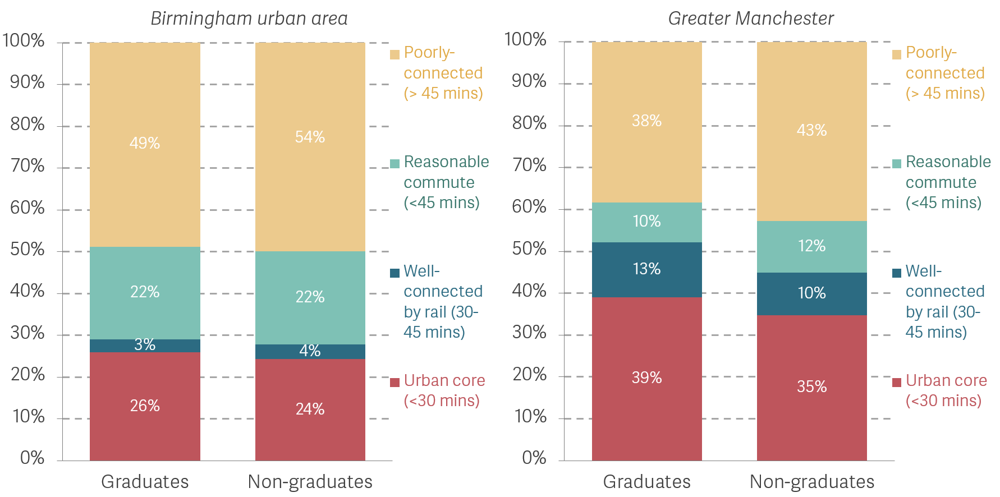 Birmingham urban area
100%
90%
80%
70%
60%
50%
40%
30%
20%
10%
0%
49%
22%
3%
26%
54%
22%
4%
24%
Graduates
Non-graduates
Poorly-
connected
(> 45 mins)
Reasonable
commute
(<45 mins)
Well-
connected
by rail (30-
45 mins)
Urban core
(<30 mins)
Greater Manchester
100%
90%
80%
70%
60%
50%
40%
30%
20%
10%
0%
38%
10%
13%
39%
43%
12%
10%
35%
Graduates
Non-graduates
Poorly-
connected
(> 45 mins)
Reasonable
commute
(<45 mins)
Well-
connected
by rail (30-
45 mins)
Urban core
(<30 mins)